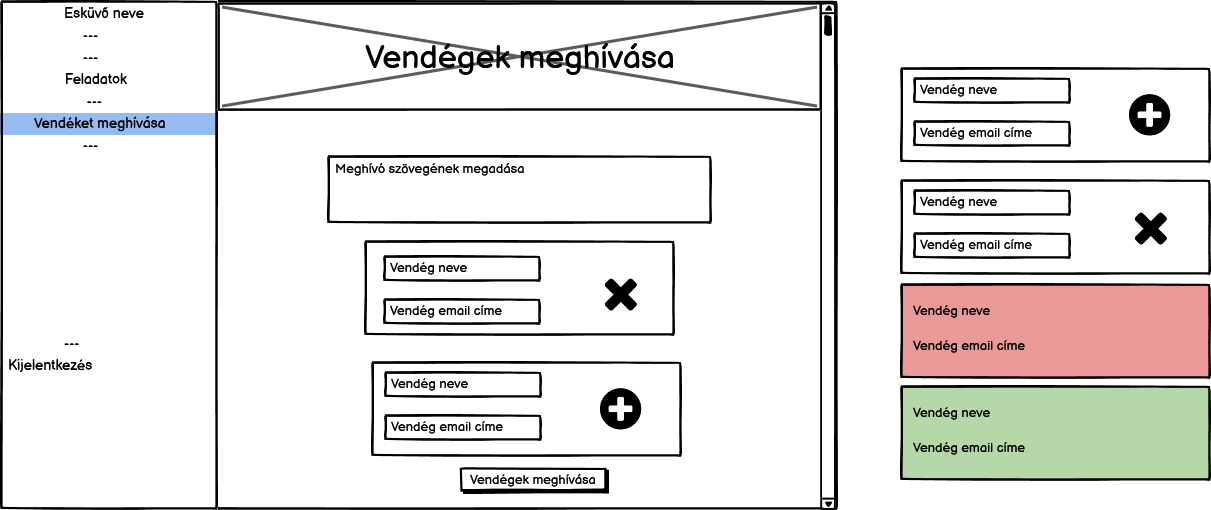 Esküvő neve
---
---
Feladatok
---
Vendéket meghívása
---
---
Kijelentkezés
Vendégek meghívása
Meghívó szövegének megadása
Vendég neve
Vendég email címe
Vendég neve
Vendég email címe
Vendégek meghívása
Vendég neve
Vendég email címe
Vendég neve
Vendég email címe
Vendég neve
Vendég email címe
Vendég neve
Vendég email címe